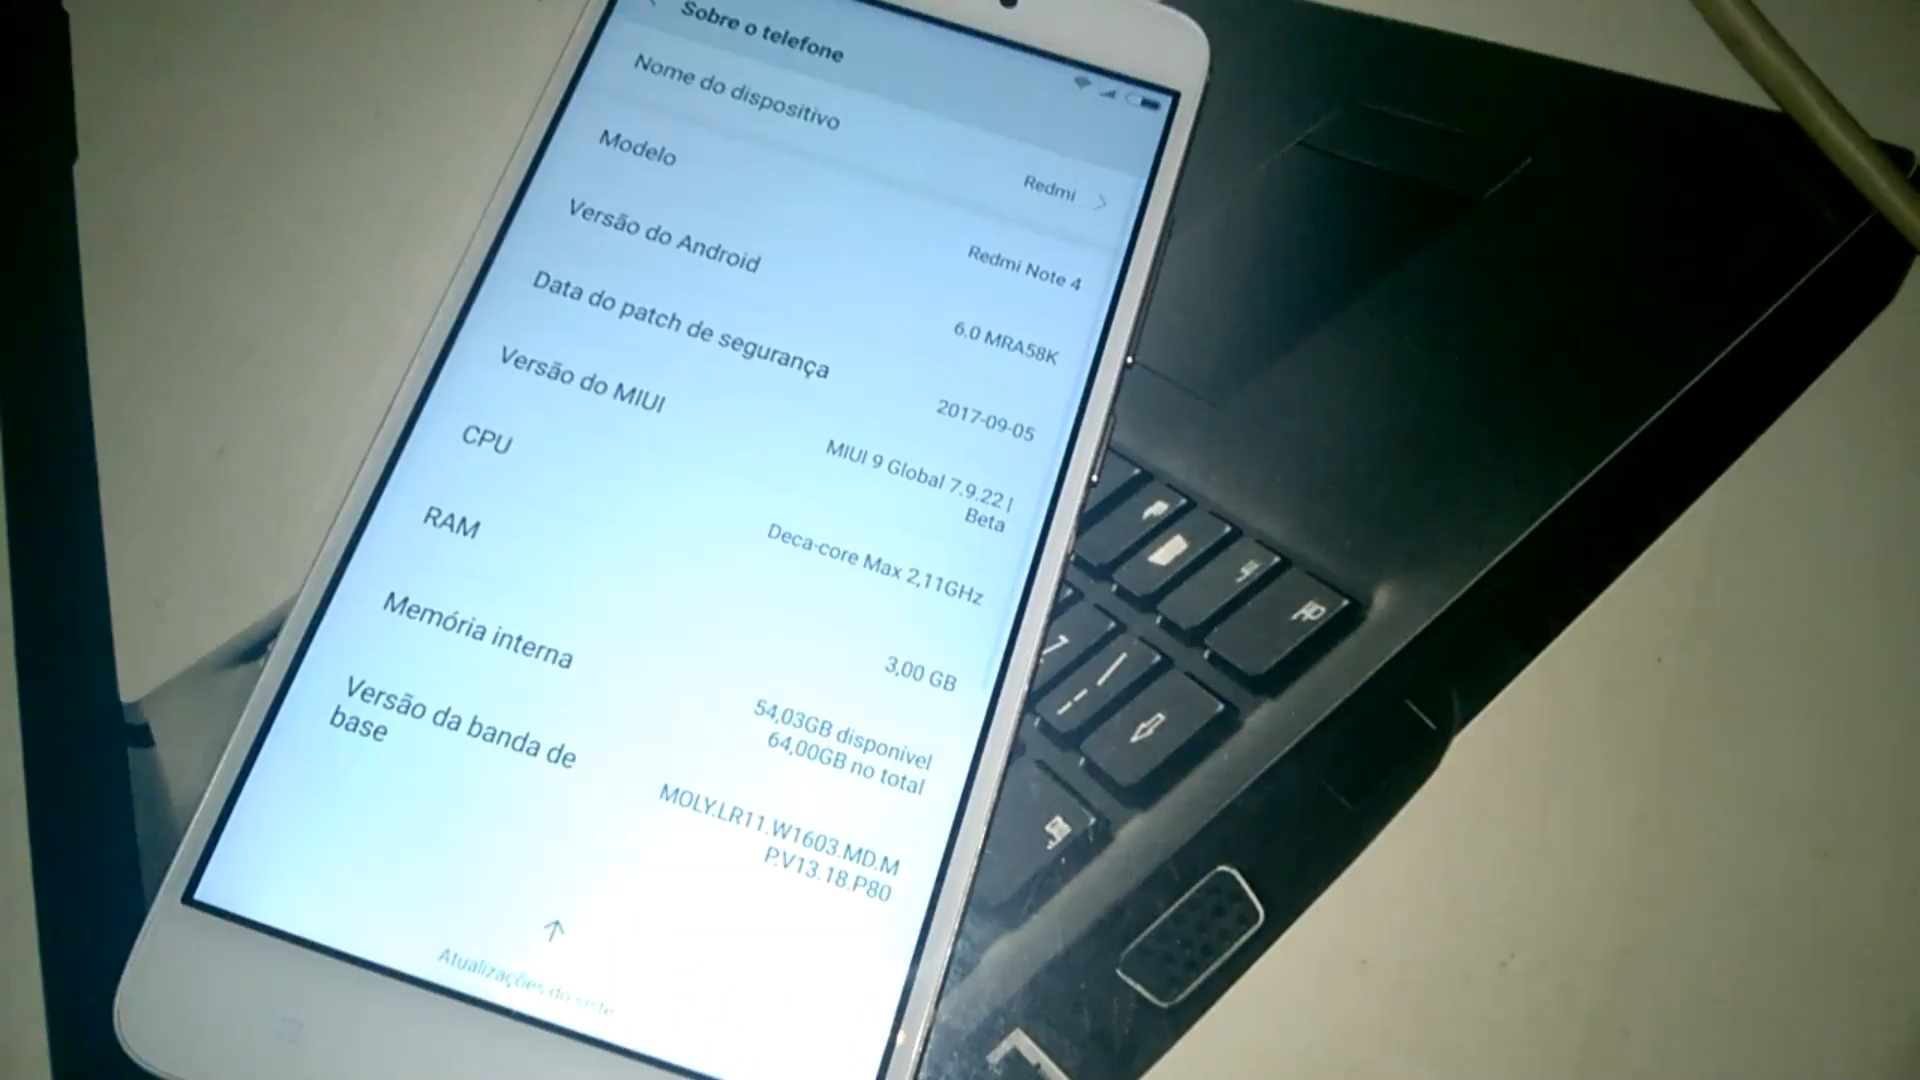 Sobre o telefone
Nome do dispositivo
Redmi
Modelo
Redmi Note 4
Versão do Android
6.0 MRA58K
Data do patch de segurança
2017-09-05
Versão do MIUI
MIUI 9 Global 7.9.22 |
Beta
CPU
Deca-core Max 2,11GHz
RAM
3,00 GB
Memória interna
54,03GB disponível
64,00GB no total
Versão da banda de
base
MOLY.LR11.W1603.MD.M
P.V13.18.P80
Atualizações do siste